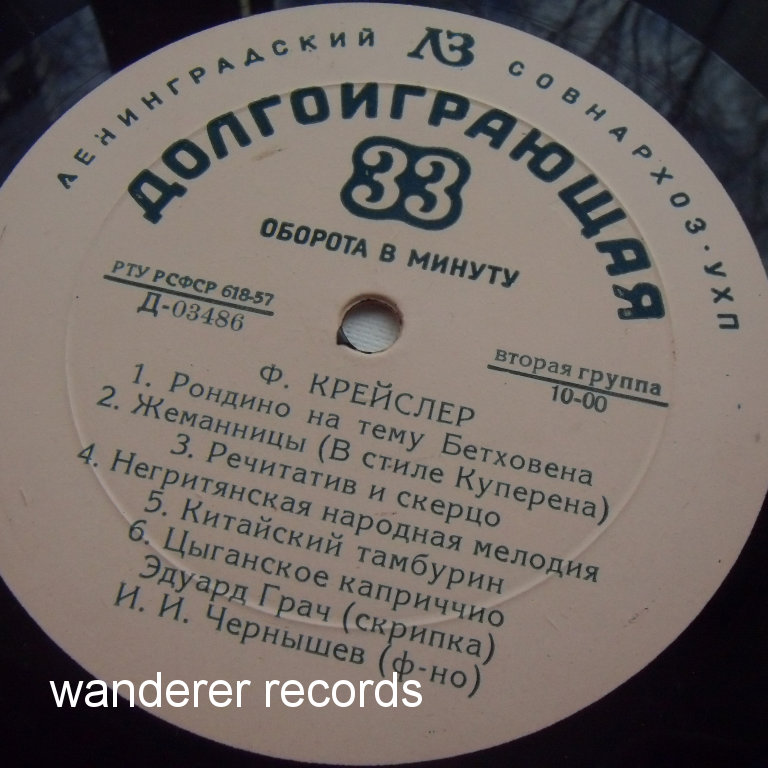 ЛЕНИНГРАДСКИЙ ЛЗ СОВНАРХОЗ · УХП
ДОЛГОИГРАЮЩАЯ
33
ОБОРОТА В МИНУТУ
РТУ РСФСР 618-57
Д-03486
вторая группа
10-00
Ф. КРЕЙСЛЕР
1. Рондино на тему Бетховена
2. Жеманницы (В стиле Куперена)
3. Речитатив и скерцо
4. Негритянская народная мелодия
5. Китайский тамбурин
6. Цыганское каприччио
Эдуард Грач (скрипка)
И. И. Чернышев (ф-но)
wanderer records